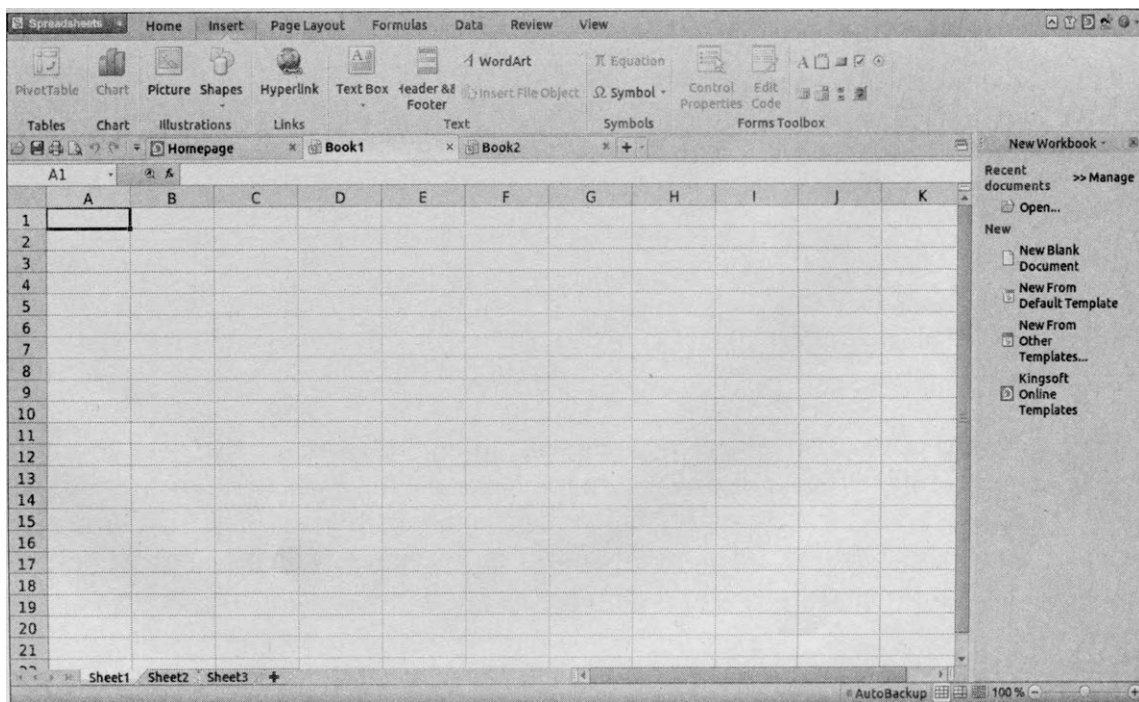 Spreadsheets Home Insert Page Layout Formulas Data Review View
A WordArt π Equation
PivotTable Chart Picture Shapes Hyperlink Text Box Header && Footer Insert File Object Ω Symbol Control Properties Edit Code
Tables Chart Illustrations Links Text Symbols Forms Toolbox
Homepage × Book1 × Book2 × +
New Workbook
A1 fx
Recent documents >> Manage
Open...
New
New Blank
Document
New From
Default Template
New From
Other
Templates...
Kingsoft
Online
Templates
A B C D E F G H I J K
1
2
3
4
5
6
7
8
9
10
11
12
13
14
15
16
17
18
19
20
21
Sheet1 Sheet2 Sheet3 +
AutoBackup 100 %